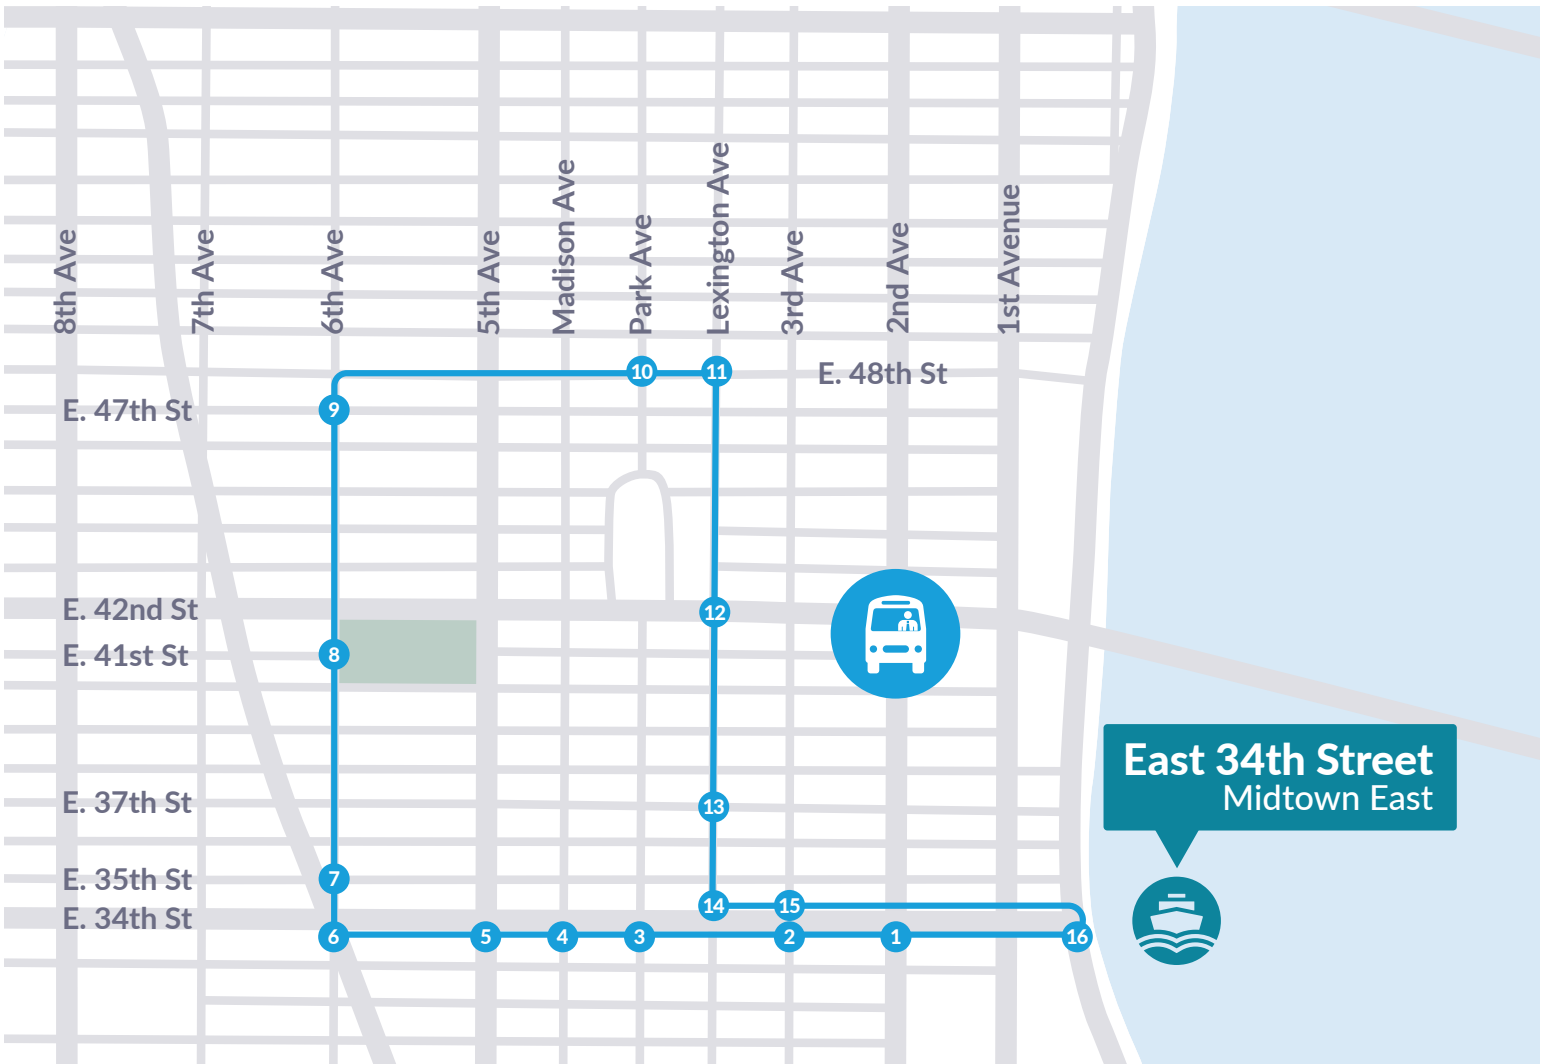 8th Ave
7th Ave
6th Ave
5th Ave
Madison Ave
Park Ave
Lexington Ave
3rd Ave
2nd Ave
1st Avenue
10
11
E. 48th St
E. 47th St
9
E. 42nd St
12
E. 41st St
8
East 34th Street
Midtown East
E. 37th St
13
E. 35th St
7
14
15
E. 34th St
6
5
4
3
2
1
16